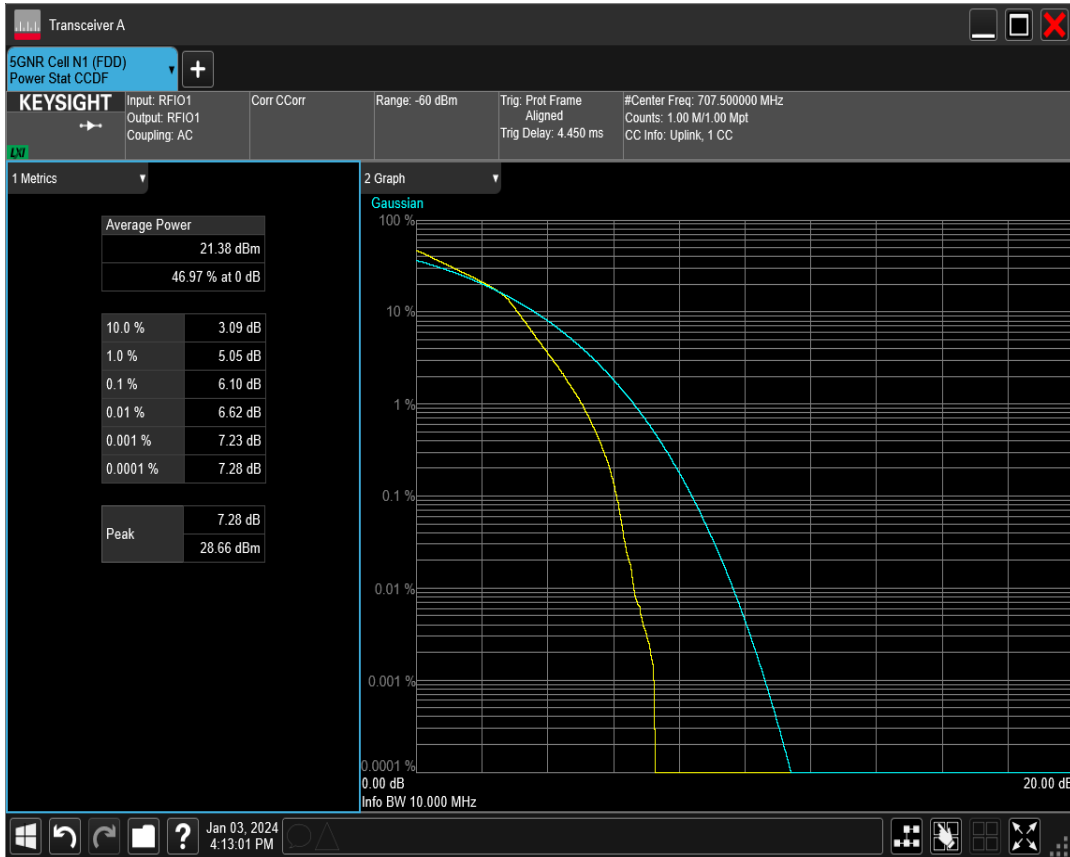 Transceiver A
5GNR Cell N1 (FDD)
Power Stat CCDF
KEYSIGHT
LXI
Input: RFIO1
Output: RFIO1
Coupling: AC
Corr CCorr
Range: -60 dBm
Trig: Prot Frame
Aligned
Trig Delay: 4.450 ms
#Center Freq: 707.500000 MHz
Counts: 1.00 M/1.00 Mpt
CC Info: Uplink, 1 CC
1 Metrics
Average Power
21.38 dBm
46.97 % at 0 dB
10.0 % 3.09 dB
1.0 % 5.05 dB
0.1 % 6.10 dB
0.01 % 6.62 dB
0.001 % 7.23 dB
0.0001 % 7.28 dB
Peak
7.28 dB
28.66 dBm
2 Graph
Gaussian
100 %
10 %
1 %
0.1 %
0.01 %
0.001 %
0.0001 %
0.00 dB 20.00 dB
Info BW 10.000 MHz
?
Jan 03, 2024
4:13:01 PM